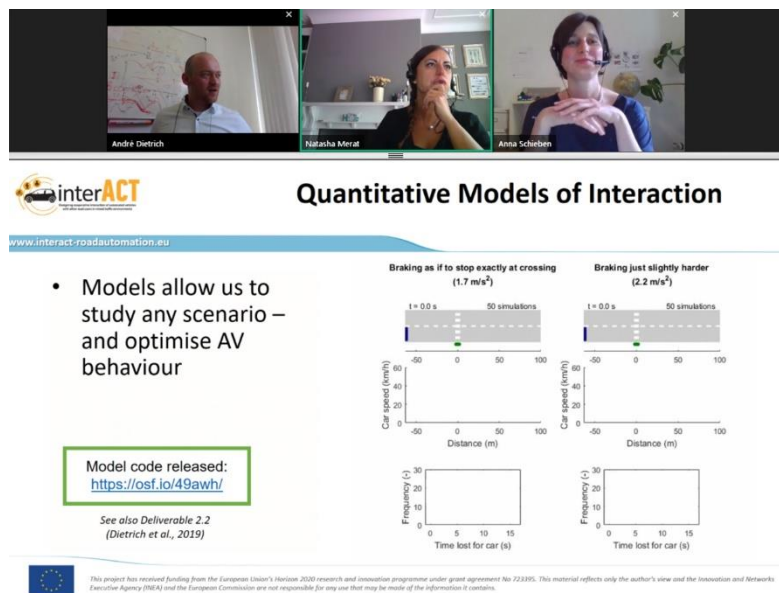 André Dietrich
Natasha Merat
Anna Schieben
interACT
Quantitative Models of Interaction
www.interact-roadautomation.eu
• Models allow us to
study any scenario –
and optimise AV
behaviour
Model code released:
https://osf.io/49awh/
See also Deliverable 2.2
(Dietrich et al., 2019)
Braking as if to stop exactly at crossing
(1.7 m/s²)
t = 0.0 s 50 simulations
-50 0 50 100
Car speed (km/h)
60
40
20
0
-50 0 50 100
Distance (m)
Frequency (-)
30
20
10
0
0 5 10 15
Time lost for car (s)
Braking just slightly harder
(2.2 m/s²)
t = 0.0 s 50 simulations
-50 0 50 100
Car speed (km/h)
60
40
20
0
-50 0 50 100
Distance (m)
Frequency (-)
30
20
10
0
0 5 10 15
Time lost for car (s)
This project has received funding from the European Union's Horizon 2020 research and innovation programme under grant agreement No 723395. This material reflects only the author's view and the Innovation and Networks
Executive Agency (INEA) and the European Commission are not responsible for any use that may be made of the information it contains.